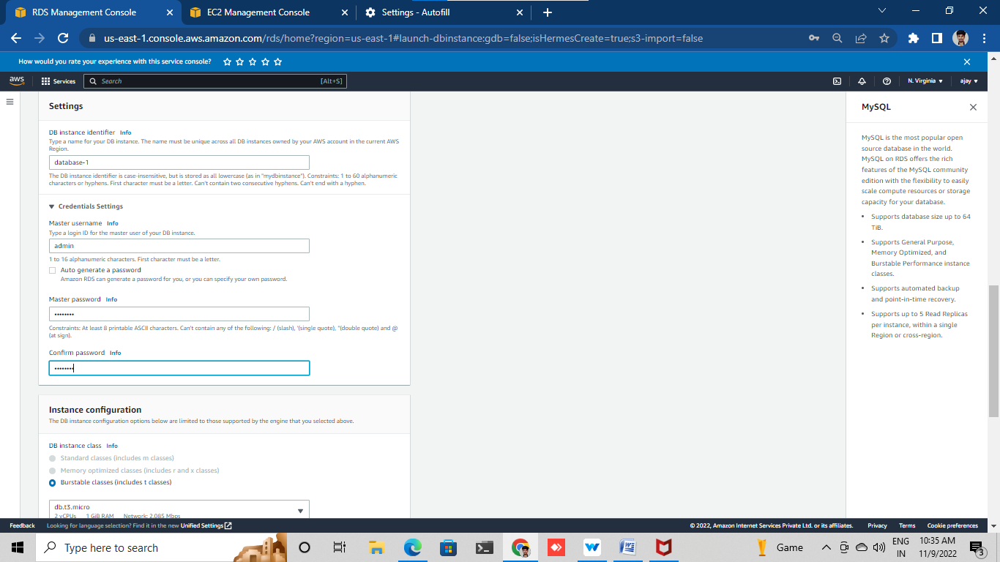 RDS Management Console
EC2 Management Console
Settings - Autofill
us-east-1.console.aws.amazon.com/rds/home?region=us-east-1#launch-dbinstance:gdb=false;isHermesCreate=true;s3-import=false
How would you rate your experience with this service console?
aws
Services
Search
[Alt+S]
N. Virginia
ajay
Settings
DB instance identifier Info
Type a name for your DB instance. The name must be unique across all DB instances owned by your AWS account in the current AWS
Region.
database-1
The DB instance identifier is case-insensitive, but is stored as all lowercase (as in "mydbinstance"). Constraints: 1 to 60 alphanumeric
characters or hyphens. First character must be a letter. Can't contain two consecutive hyphens. Can't end with a hyphen.
Credentials Settings
Master username Info
Type a login ID for the master user of your DB instance.
admin
1 to 16 alphanumeric characters. First character must be a letter.
Auto generate a password
Amazon RDS can generate a password for you, or you can specify your own password.
Master password Info
••••••••
Constraints: At least 8 printable ASCII characters. Can't contain any of the following: / (slash), '(single quote), "(double quote) and @
(at sign).
Confirm password Info
••••••••
Instance configuration
The DB instance configuration options below are limited to those supported by the engine that you selected above.
DB instance class Info
Standard classes (includes m classes)
Memory optimized classes (includes r and x classes)
Burstable classes (includes t classes)
db.t3.micro
2 vCPUs 1 GiB RAM Network: 2,085 Mbps
MySQL
MySQL is the most popular open
source database in the world.
MySQL on RDS offers the rich
features of the MySQL community
edition with the flexibility to easily
scale compute resources or storage
capacity for your database.
• Supports database size up to 64
TiB.
• Supports General Purpose,
Memory Optimized, and
Burstable Performance instance
classes.
• Supports automated backup
and point-in-time recovery.
• Supports up to 5 Read Replicas
per instance, within a single
Region or cross-region.
Feedback
Looking for language selection? Find it in the new Unified Settings
© 2022, Amazon Internet Services Private Ltd. or its affiliates.
Privacy
Terms
Cookie preferences
Type here to search
Game
ENG
IN
10:35 AM
11/9/2022
3